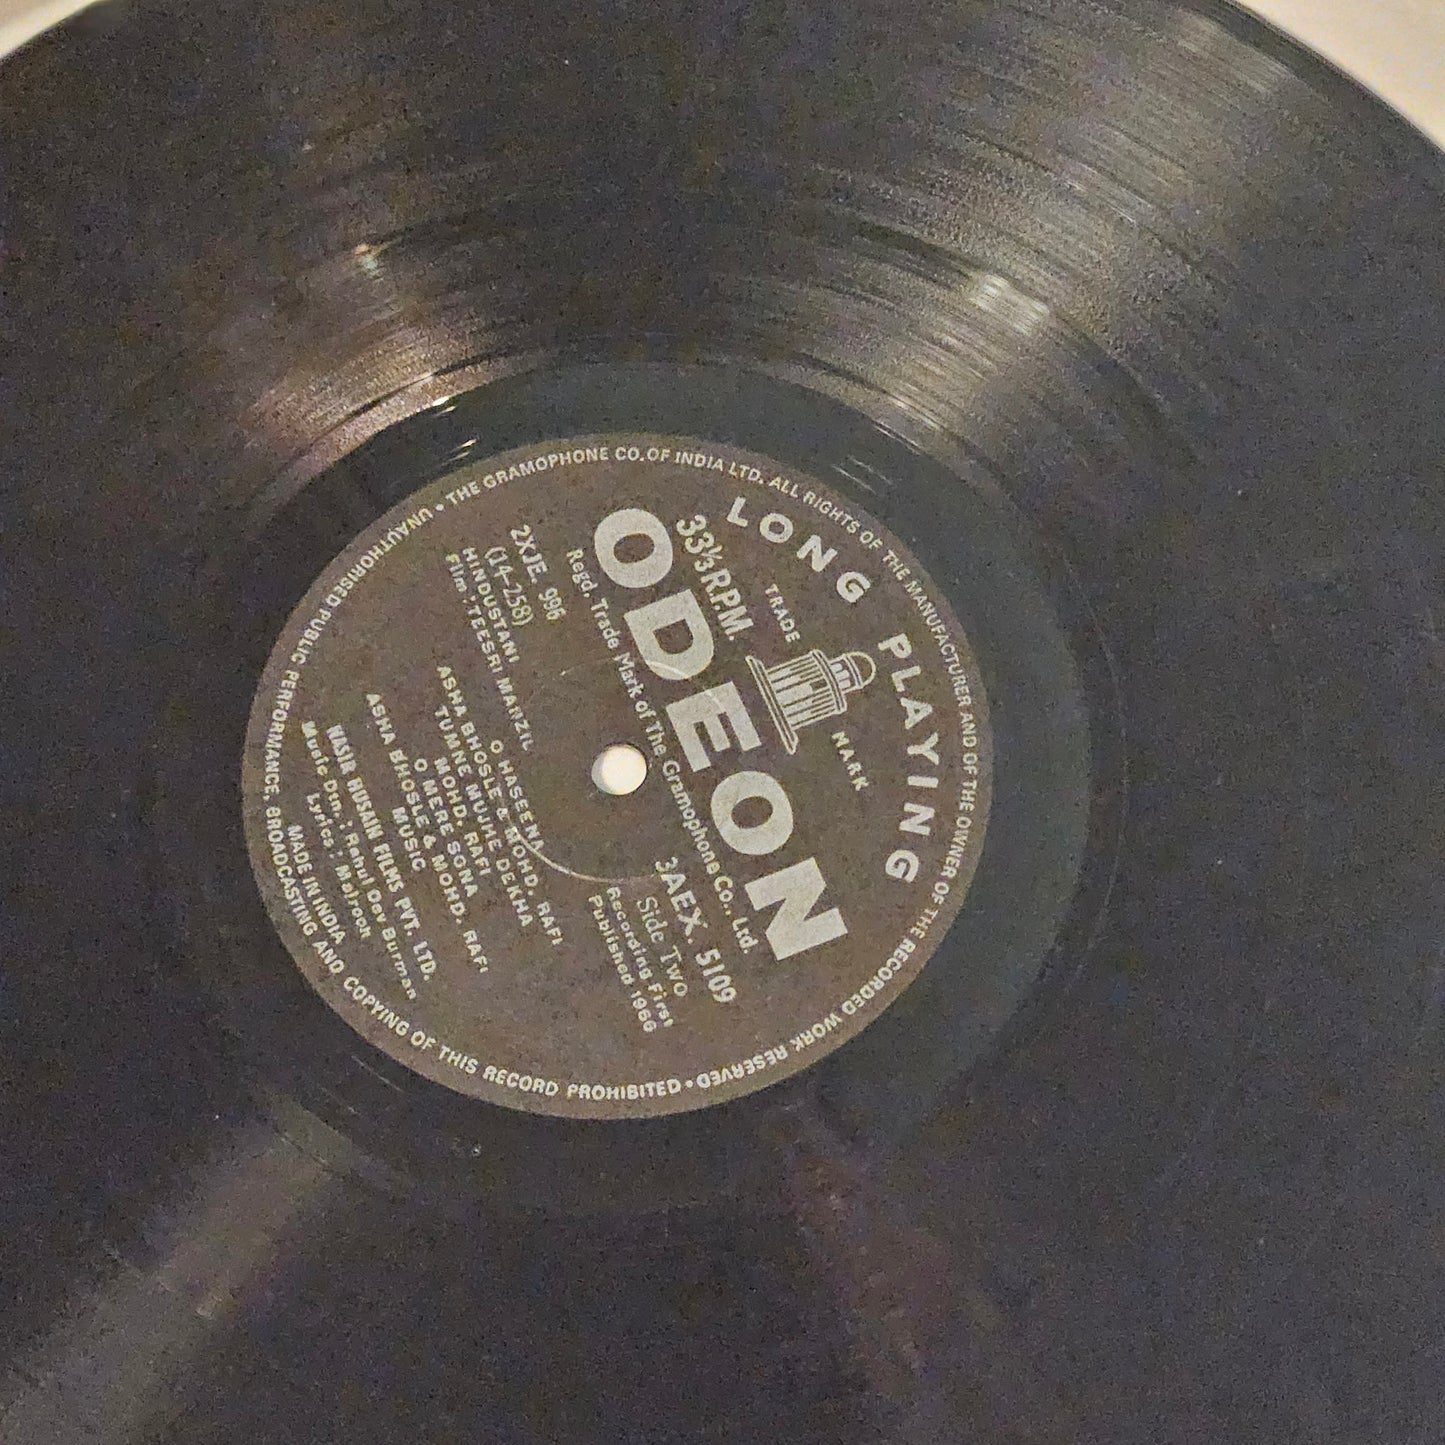 THE GRAMOPHONE CO. OF INDIA LTD. ALL RIGHTS OF THE MANUFACTURER AND OF THE OWNER OF THE RECORDED WORK RESERVED • UNAUTHORISED PUBLIC PERFORMANCE, BROADCASTING AND COPYING OF THIS RECORD PROHIBITED •
LONG PLAYING
TRADE MARK
33⅓ RPM
ODEON
Regd. Trade Mark of The Gramophone Co., Ltd.
2XJE. 996
(14-258)
HINDUSTANI
Film: TEESRI MANZIL
3AEX. 5109
Side TWO
Recording First
Published 1966
O HASEENA
ASHA BHOSLE & MOHD. RAFI
TUMNE MUJHE DEKHA
MOHD. RAFI
O MERE SONA
ASHA BHOSLE & MOHD. RAFI
MUSIC
NASIR HUSAIN FILMS PVT. LTD.
Music Dirn.: Rahul Dev Burman
Lyrics: Majrooh
MADE IN INDIA